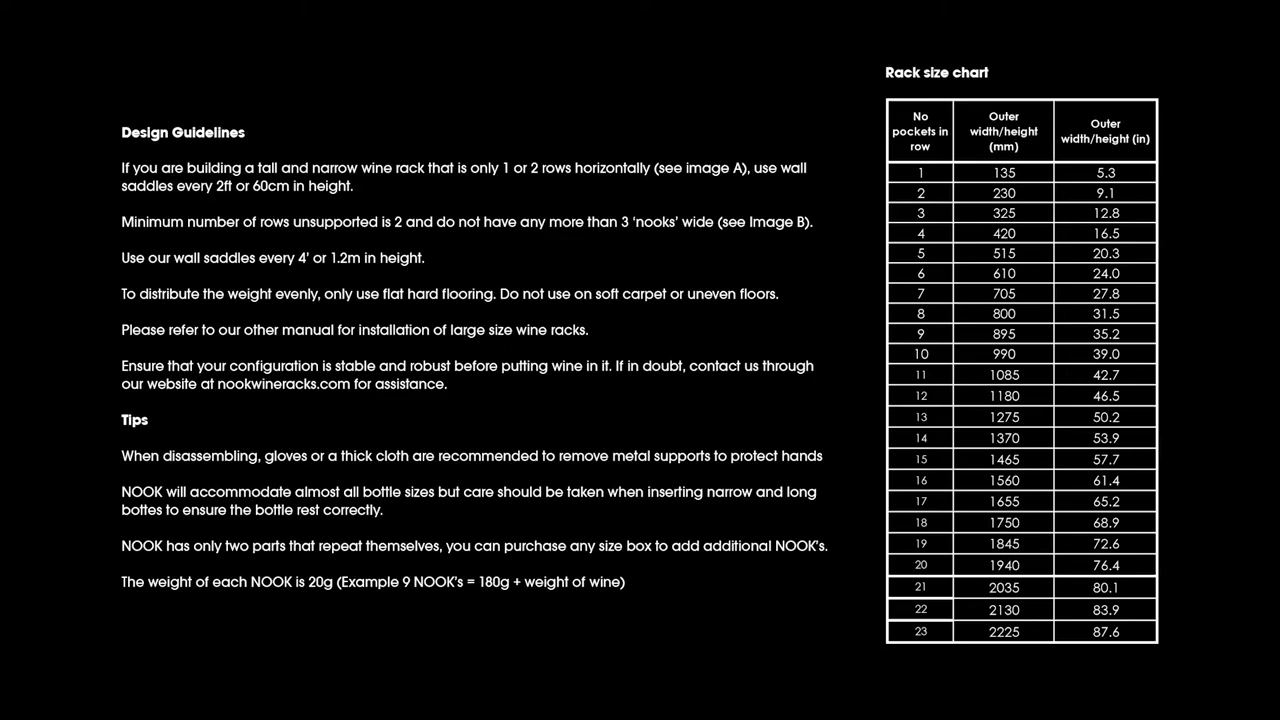 Design Guidelines
If you are building a tall and narrow wine rack that is only 1 or 2 rows horizontally (see image A), use wall
saddles every 2ft or 60cm in height.
Minimum number of rows unsupported is 2 and do not have any more than 3 ‘nooks’ wide (see Image B).
Use our wall saddles every 4’ or 1.2m in height.
To distribute the weight evenly, only use flat hard flooring. Do not use on soft carpet or uneven floors.
Please refer to our other manual for installation of large size wine racks.
Ensure that your configuration is stable and robust before putting wine in it. If in doubt, contact us through
our website at nookwineracks.com for assistance.
Tips
When disassembling, gloves or a thick cloth are recommended to remove metal supports to protect hands
NOOK will accommodate almost all bottle sizes but care should be taken when inserting narrow and long
bottes to ensure the bottle rest correctly.
NOOK has only two parts that repeat themselves, you can purchase any size box to add additional NOOK’s.
The weight of each NOOK is 20g (Example 9 NOOK’s = 180g + weight of wine)
Rack size chart
No pockets in row Outer width/height (mm) Outer width/height (in)
1 135 5.3
2 230 9.1
3 325 12.8
4 420 16.5
5 515 20.3
6 610 24.0
7 705 27.8
8 800 31.5
9 895 35.2
10 990 39.0
11 1085 42.7
12 1180 46.5
13 1275 50.2
14 1370 53.9
15 1465 57.7
16 1560 61.4
17 1655 65.2
18 1750 68.9
19 1845 72.6
20 1940 76.4
21 2035 80.1
22 2130 83.9
23 2225 87.6